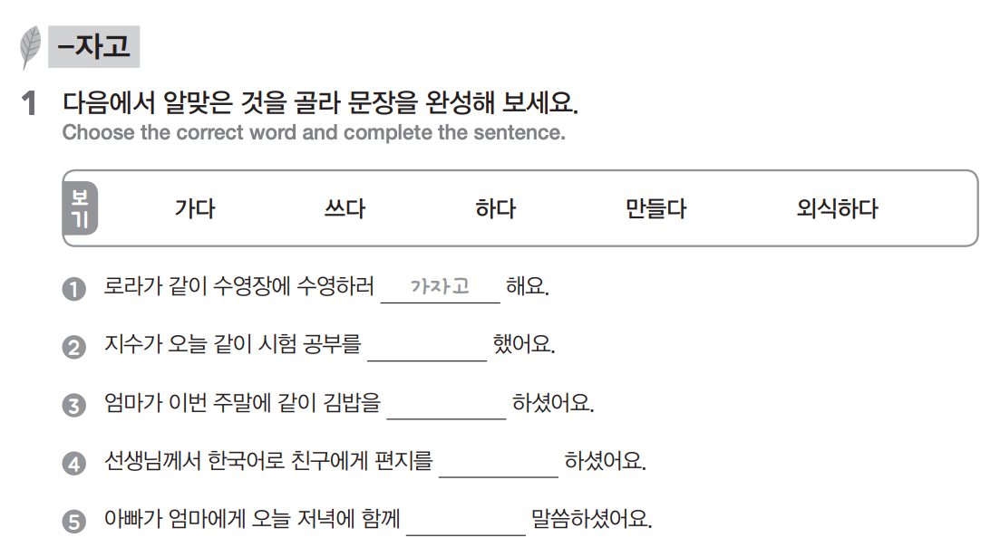 –자고
1 다음에서 알맞은 것을 골라 문장을 완성해 보세요.
Choose the correct word and complete the sentence.
보기 가다 쓰다 하다 만들다 외식하다
1 로라가 같이 수영장에 수영하러 가자고 해요.
2 지수가 오늘 같이 시험 공부를 ________ 했어요.
3 엄마가 이번 주말에 같이 김밥을 ________ 하셨어요.
4 선생님께서 한국어로 친구에게 편지를 ________ 하셨어요.
5 아빠가 엄마에게 오늘 저녁에 함께 ________ 말씀하셨어요.